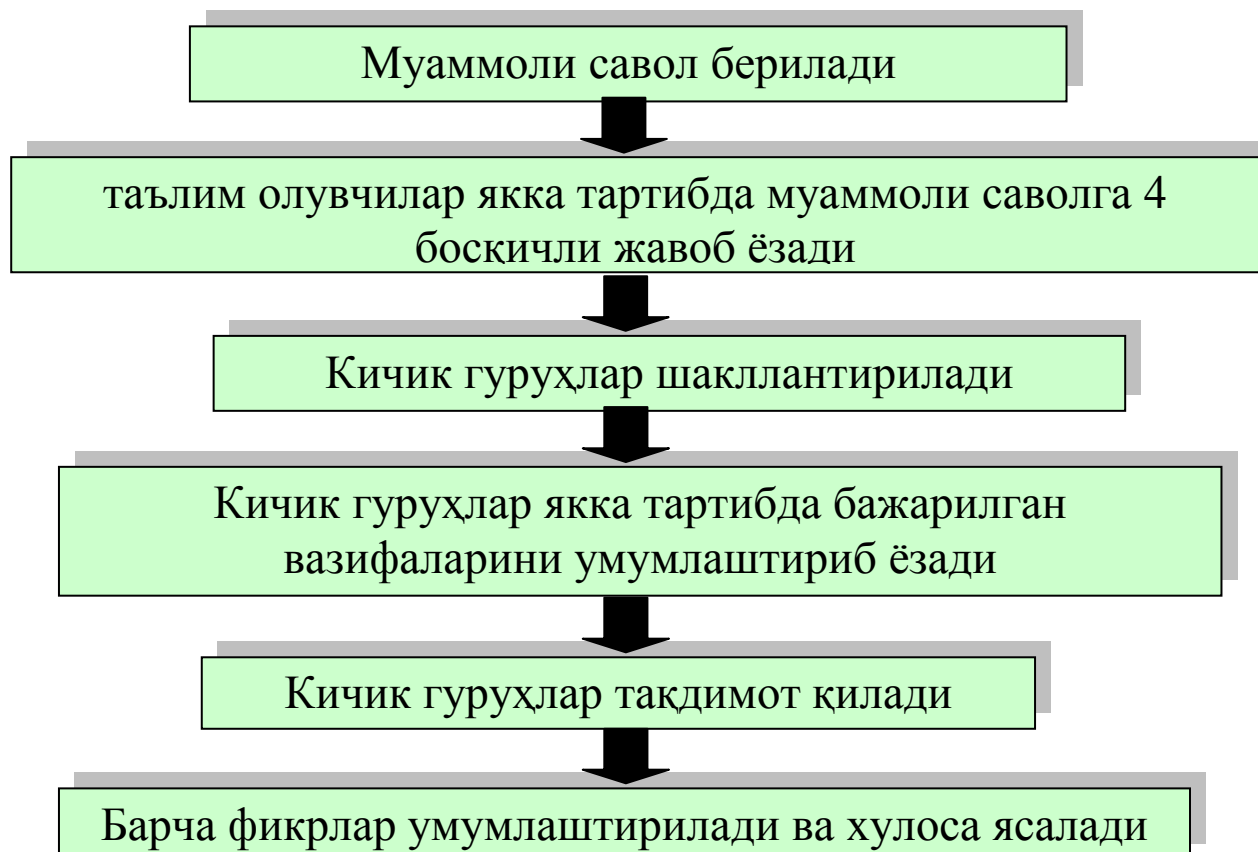 Муаммоли савол берилади
таълим олувчилар якка тартибда муаммоли саволга 4
босқичли жавоб ёзади
Кичик гуруҳлар шакллантирилади
Кичик гуруҳлар якка тартибда бажарилган
вазифаларини умумлаштириб ёзади
Кичик гуруҳлар тақдимот қилади
Барча фикрлар умумлаштирилади ва хулоса ясалади